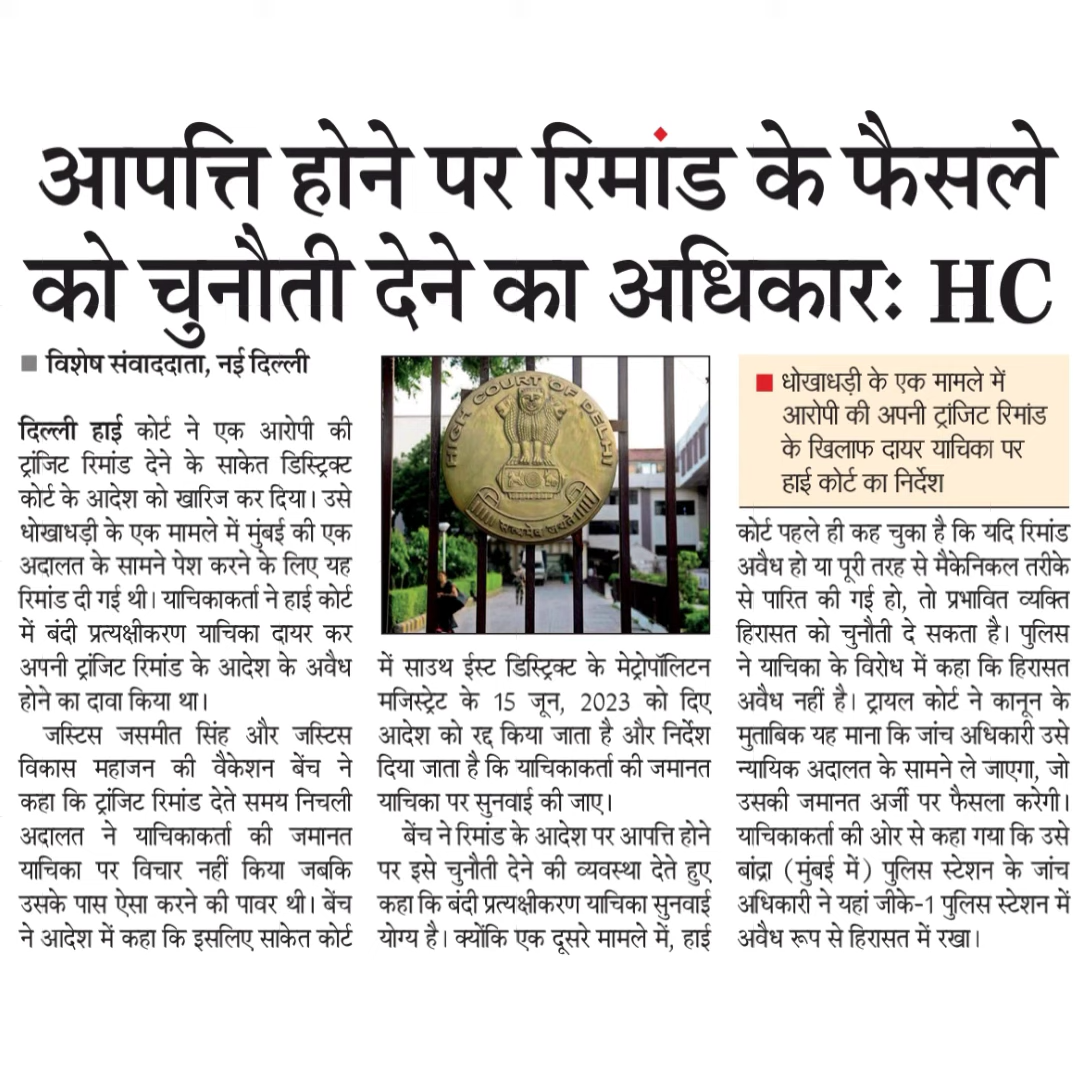 आपत्ति होने पर रिमांड के फैसले
को चुनौती देने का अधिकारः HC
विशेष संवाददाता, नई दिल्ली
दिल्ली हाई कोर्ट ने एक आरोपी की
ट्रांजिट रिमांड देने के साकेत डिस्ट्रिक्ट
कोर्ट के आदेश को खारिज कर दिया। उसे
धोखाधड़ी के एक मामले में मुंबई की एक
अदालत के सामने पेश करने के लिए यह
रिमांड दी गई थी। याचिकाकर्ता ने हाई कोर्ट
में बंदी प्रत्यक्षीकरण याचिका दायर कर
अपनी ट्रांजिट रिमांड के आदेश के अवैध
होने का दावा किया था।
जस्टिस जसमीत सिंह और जस्टिस
विकास महाजन की वैकेशन बेंच ने
कहा कि ट्रांजिट रिमांड देते समय निचली
अदालत ने याचिकाकर्ता की जमानत
याचिका पर विचार नहीं किया जबकि
उसके पास ऐसा करने की पावर थी। बेंच
ने आदेश में कहा कि इसलिए साकेत कोर्ट
HIGH COURT OF DELHI
सत्यमेव जयते
में साउथ ईस्ट डिस्ट्रिक्ट के मेट्रोपॉलिटन
मजिस्ट्रेट के 15 जून, 2023 को दिए
आदेश को रद्द किया जाता है और निर्देश
दिया जाता है कि याचिकाकर्ता की जमानत
याचिका पर सुनवाई की जाए।
बेंच ने रिमांड के आदेश पर आपत्ति होने
पर इसे चुनौती देने की व्यवस्था देते हुए
कहा कि बंदी प्रत्यक्षीकरण याचिका सुनवाई
योग्य है। क्योंकि एक दूसरे मामले में, हाई
धोखाधड़ी के एक मामले में
आरोपी की अपनी ट्रांजिट रिमांड
के खिलाफ दायर याचिका पर
हाई कोर्ट का निर्देश
कोर्ट पहले ही कह चुका है कि यदि रिमांड
अवैध हो या पूरी तरह से मैकेनिकल तरीके
से पारित की गई हो, तो प्रभावित व्यक्ति
हिरासत को चुनौती दे सकता है। पुलिस
ने याचिका के विरोध में कहा कि हिरासत
अवैध नहीं है। ट्रायल कोर्ट ने कानून के
मुताबिक यह माना कि जांच अधिकारी उसे
न्यायिक अदालत के सामने ले जाएगा, जो
उसकी जमानत अर्जी पर फैसला करेगी।
याचिकाकर्ता की ओर से कहा गया कि उसे
बांद्रा (मुंबई में) पुलिस स्टेशन के जांच
अधिकारी ने यहां जीके-1 पुलिस स्टेशन में
अवैध रूप से हिरासत में रखा।